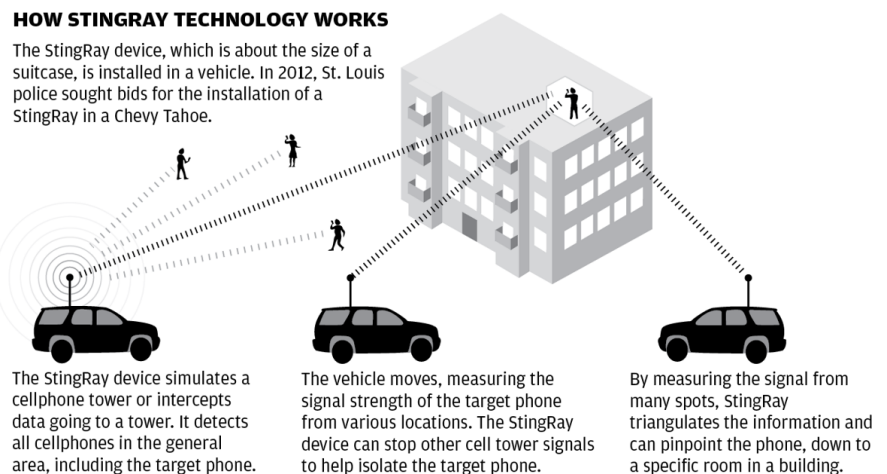 HOW STINGRAY TECHNOLOGY WORKS
The StingRay device, which is about the size of a
suitcase, is installed in a vehicle. In 2012, St. Louis
police sought bids for the installation of a
StingRay in a Chevy Tahoe.
The StingRay device simulates a
cellphone tower or intercepts
data going to a tower. It detects
all cellphones in the general
area, including the target phone.
The vehicle moves, measuring the
signal strength of the target phone
from various locations. The StingRay
device can stop other cell tower signals
to help isolate the target phone.
By measuring the signal from
many spots, StingRay
triangulates the information and
can pinpoint the phone, down to
a specific room in a building.